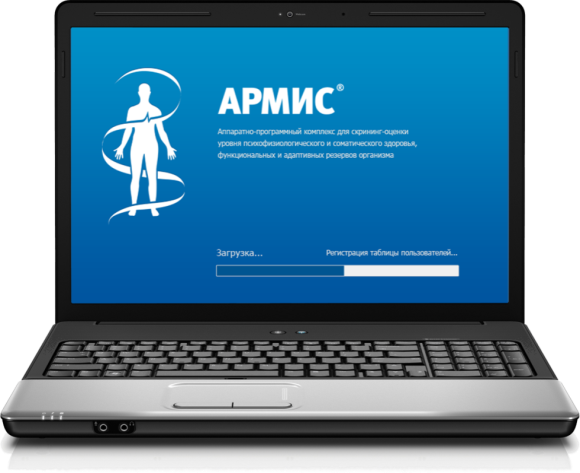 АРМИС®
Аппаратно-программный комплекс для скрининг-оценки
уровня психофизиологического и соматического здоровья,
функциональных и адаптивных резервов организма
Загрузка...
Регистрация таблицы пользователей...